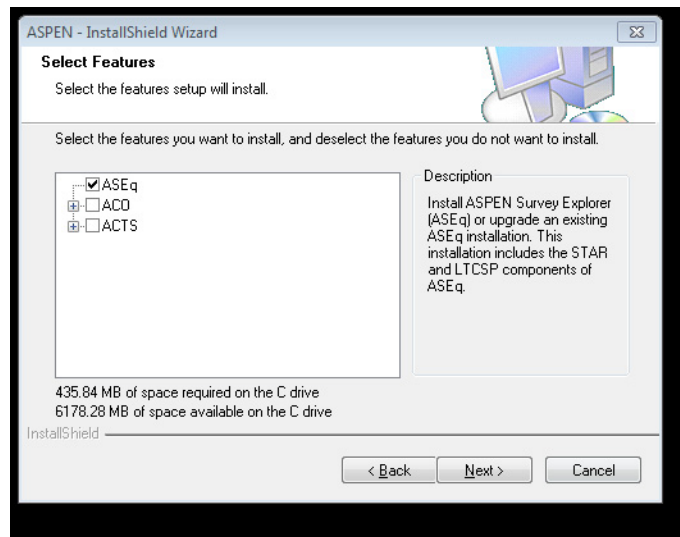 ASPEN - InstallShield Wizard
Select Features
Select the features setup will install.
Select the features you want to install, and deselect the features you do not want to install.
ASEq
ACO
ACTS
Description
Install ASPEN Survey Explorer
(ASEq) or upgrade an existing
ASEq installation. This
installation includes the STAR
and LTCSP components of
ASEq.
435.84 MB of space required on the C drive
6178.28 MB of space available on the C drive
InstallShield
< Back
Next >
Cancel